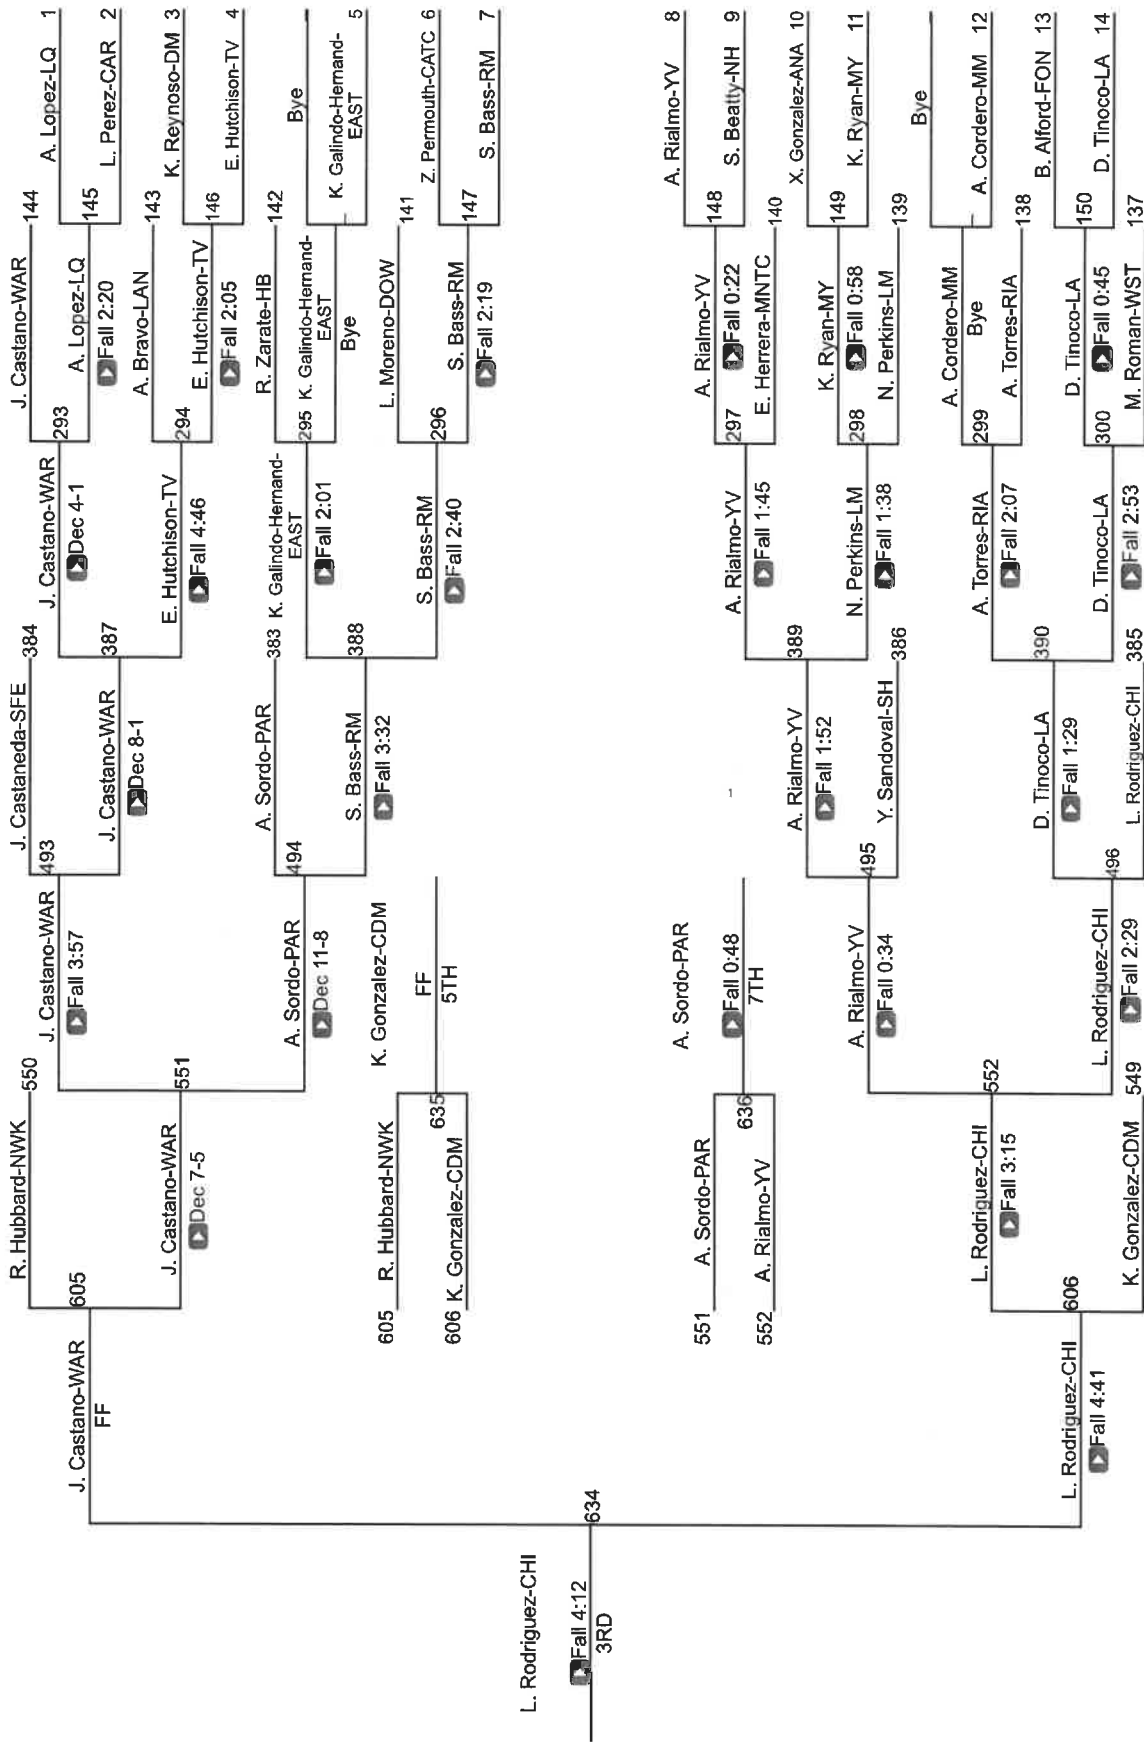 A. Lopez-LQ 1
L. Perez-CAR 2
K. Reynoso-DM 3
E. Hutchison-TV 4
Bye
K. Galindo-Hernand-
EAST
5
Z. Permouth-CATC 6
S. Bass-RM 7
A. Rialmo-YV 8
S. Beatty-NH 9
X. Gonzalez-ANA 10
K. Ryan-MY 11
Bye
A. Cordero-MM 12
B. Alford-FON 13
D. Tinoco-LA 14
J. Castano-WAR 144
145
A. Lopez-LQ
Fall 2:20
A. Bravo-LAN 143
146
E. Hutchison-TV
Fall 2:05
R. Zarate-HB 142
K. Galindo-Hernand-
EAST
Bye
L. Moreno-DOW 141
147
S. Bass-RM
Fall 2:19
148
A. Rialmo-YV
Fall 0:22
E. Herrera-MNTC 140
149
K. Ryan-MY
Fall 0:58
N. Perkins-LM 139
A. Cordero-MM
Bye
A. Torres-RIA 138
150
D. Tinoco-LA
Fall 0:45
M. Roman-WST 137
293
J. Castano-WAR
Dec 4-1
294
E. Hutchison-TV
Fall 4:46
295
K. Galindo-Hernand-
EAST
Fall 2:01
296
S. Bass-RM
Fall 2:40
297
A. Rialmo-YV
Fall 1:45
298
N. Perkins-LM
Fall 1:38
299
A. Torres-RIA
Fall 2:07
300
D. Tinoco-LA
Fall 2:53
J. Castaneda-SFE 384
387
J. Castano-WAR
Dec 8-1
A. Sordo-PAR 383
388
S. Bass-RM
Fall 3:32
389
A. Rialmo-YV
Fall 1:52
Y. Sandoval-SH 386
390
D. Tinoco-LA
Fall 1:29
L. Rodriguez-CHI 385
493
J. Castano-WAR
Fall 3:57
494
A. Sordo-PAR
Dec 11-8
495
A. Rialmo-YV
Fall 0:34
496
L. Rodriguez-CHI
Fall 2:29
R. Hubbard-NWK 550
551
J. Castano-WAR
Dec 7-5
552
L. Rodriguez-CHI
Fall 3:15
K. Gonzalez-CDM 549
605 R. Hubbard-NWK
606 K. Gonzalez-CDM
635
K. Gonzalez-CDM
FF
5TH
551 A. Sordo-PAR
552 A. Rialmo-YV
636
A. Sordo-PAR
Fall 0:48
7TH
605
J. Castano-WAR
FF
606
L. Rodriguez-CHI
Fall 4:41
634
L. Rodriguez-CHI
Fall 4:12
3RD